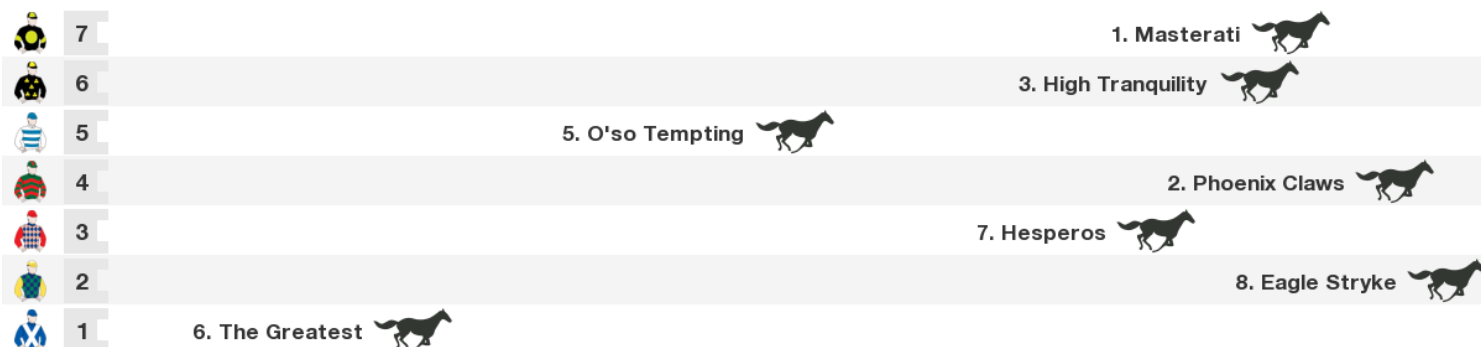 7 1. Masterati
6 3. High Tranquility
5 5. O'so Tempting
4 2. Phoenix Claws
3 7. Hesperos
2 8. Eagle Stryke
1 6. The Greatest